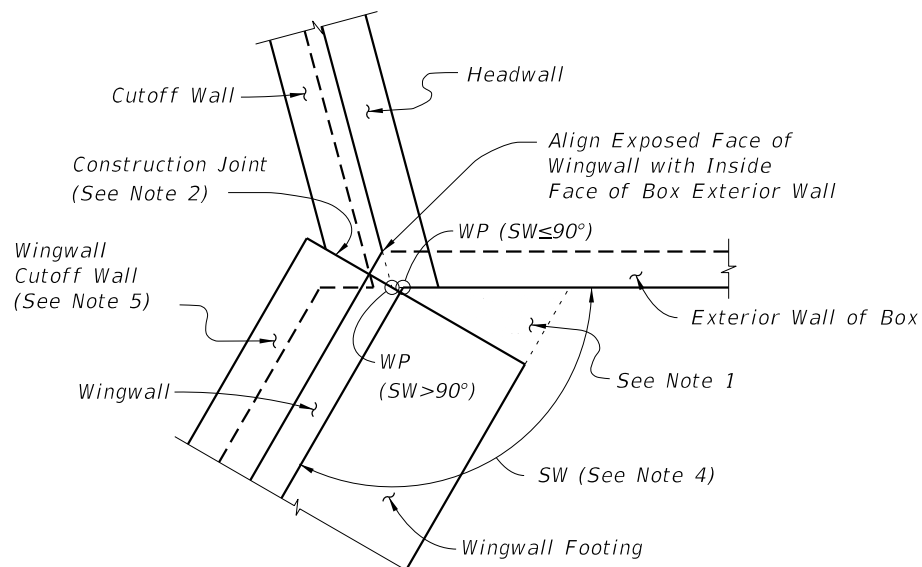 Headwall
Cutoff Wall
Align Exposed Face of
Wingwall with Inside
Face of Box Exterior Wall
Construction Joint
(See Note 2)
WP (SW≤90°)
Wingwall
Cutoff Wall
(See Note 5)
Exterior Wall of Box
WP
(SW>90°)
See Note 1
Wingwall
SW (See Note 4)
Wingwall Footing